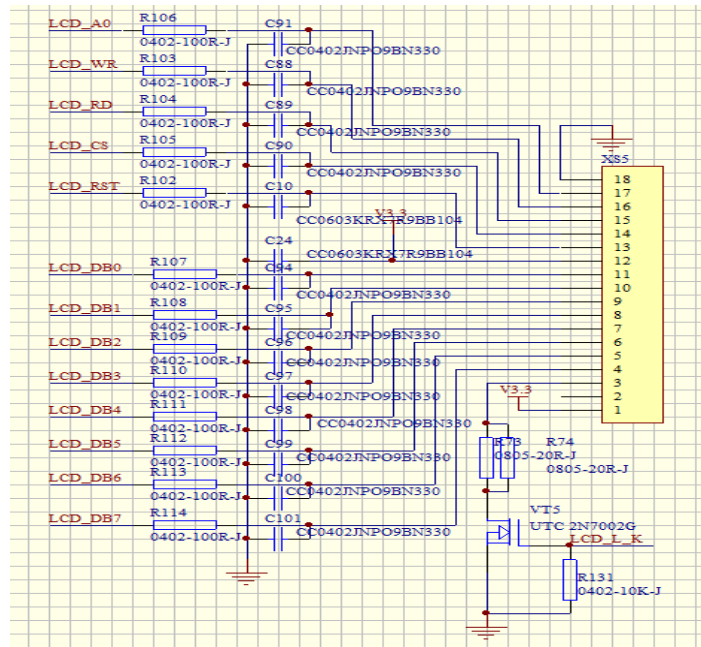 LCD_A0
R106
0402-100R-J
C91
CC0402JNPO9BN330
LCD_WR
R103
0402-100R-J
C88
CC0402JNPO9BN330
LCD_RD
R104
0402-100R-J
C89
CC0402JNPO9BN330
LCD_CS
R105
0402-100R-J
C90
CC0402JNPO9BN330
LCD_RST
R102
0402-100R-J
C10
CC0603KRX7R9BB104
V3.3
C24
CC0603KRX7R9BB104
LCD_DB0
R107
0402-100R-J
C94
CC0402JNPO9BN330
LCD_DB1
R108
0402-100R-J
C95
CC0402JNPO9BN330
LCD_DB2
R109
0402-100R-J
C96
CC0402JNPO9BN330
LCD_DB3
R110
0402-100R-J
C97
CC0402JNPO9BN330
LCD_DB4
R111
0402-100R-J
C98
CC0402JNPO9BN330
LCD_DB5
R112
0402-100R-J
C99
CC0402JNPO9BN330
LCD_DB6
R113
0402-100R-J
C100
CC0402JNPO9BN330
LCD_DB7
R114
0402-100R-J
C101
CC0402JNPO9BN330
XS5
18
17
16
15
14
13
12
11
10
9
8
7
6
5
4
3
2
1
V3.3
R73
0805-20R-J
R74
0805-20R-J
VT5
UTC 2N7002G
LCD_L_K
R131
0402-10K-J